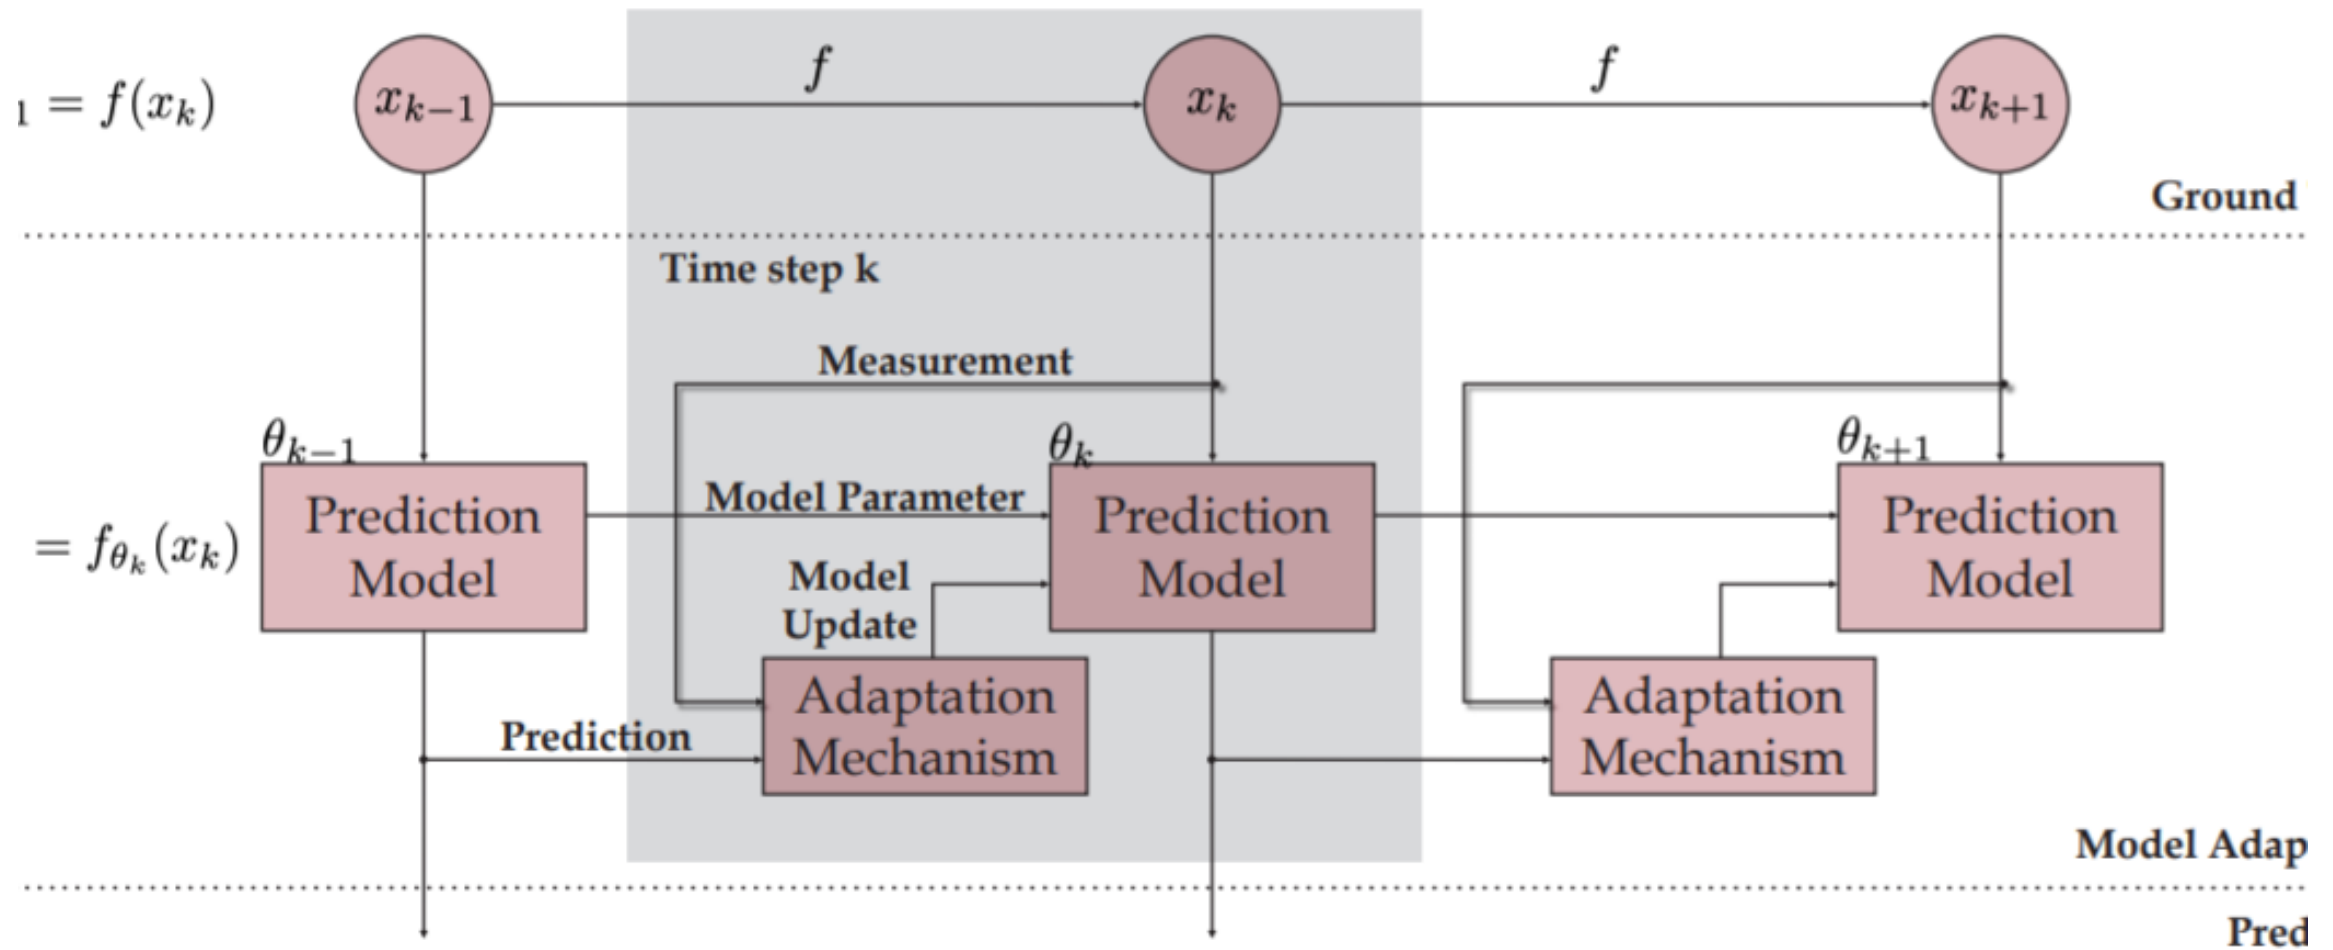 f
f
1 = f(x_k)
x_{k-1}
x_k
x_{k+1}
Ground
Time step k
Measurement
θ_{k-1}
θ_k
θ_{k+1}
Model Parameter
Prediction
Model
Prediction
Model
Prediction
Model
= f_{θ_k}(x_k)
Model
Update
Adaptation
Mechanism
Adaptation
Mechanism
Prediction
Model Adap
Pred